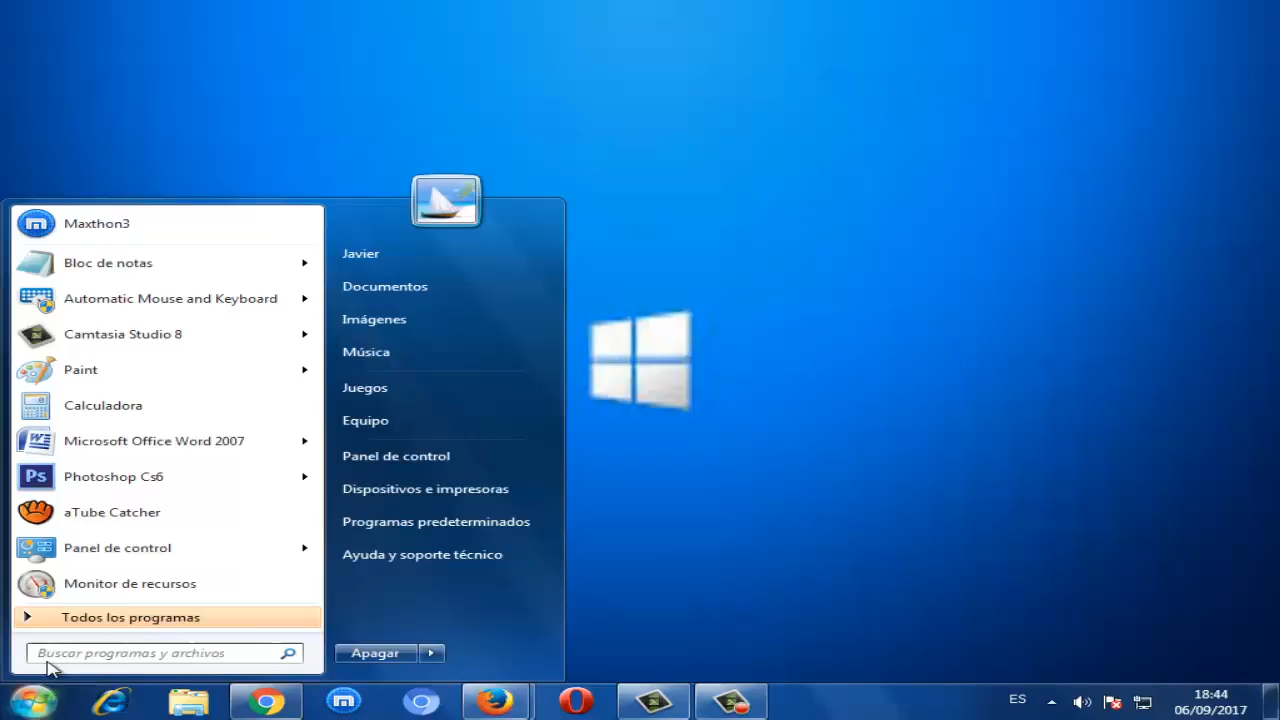 Maxthon3
Bloc de notas
Automatic Mouse and Keyboard
Camtasia Studio 8
Paint
Calculadora
Microsoft Office Word 2007
Ps Photoshop Cs6
aTube Catcher
Panel de control
Monitor de recursos
Todos los programas
Buscar programas y archivos
Javier
Documentos
Imágenes
Música
Juegos
Equipo
Panel de control
Dispositivos e impresoras
Programas predeterminados
Ayuda y soporte técnico
Apagar
ES
18:44
06/09/2017